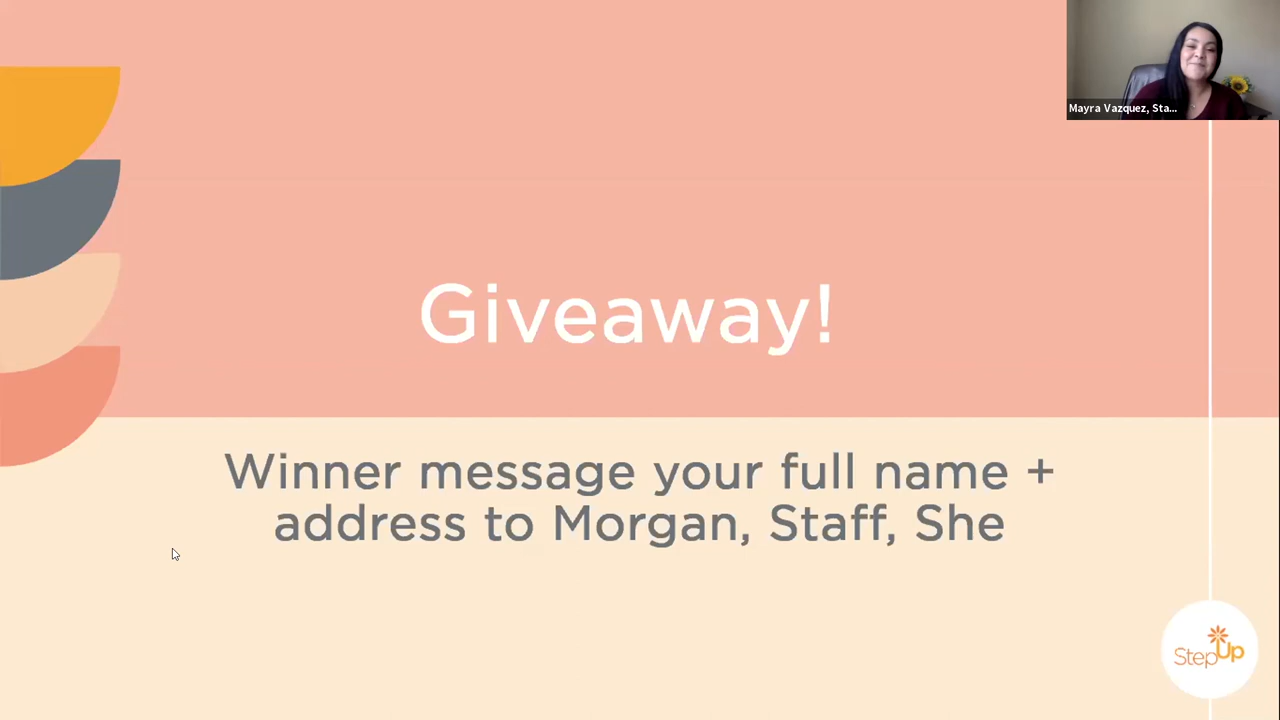 Mayra Vazquez, Sta...
Giveaway!
Winner message your full name +
address to Morgan, Staff, She
StepUp